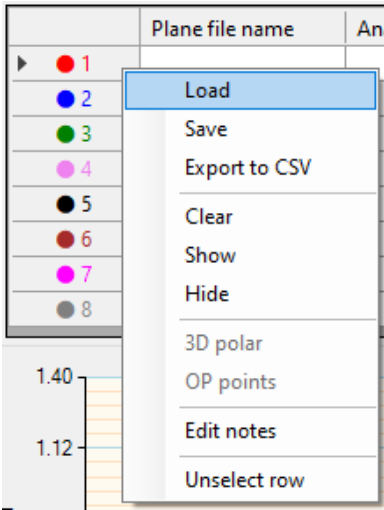 Plane file name
1
2
3
4
5
6
7
8
Load
Save
Export to CSV
Clear
Show
Hide
3D polar
OP points
Edit notes
Unselect row
1.40
1.12